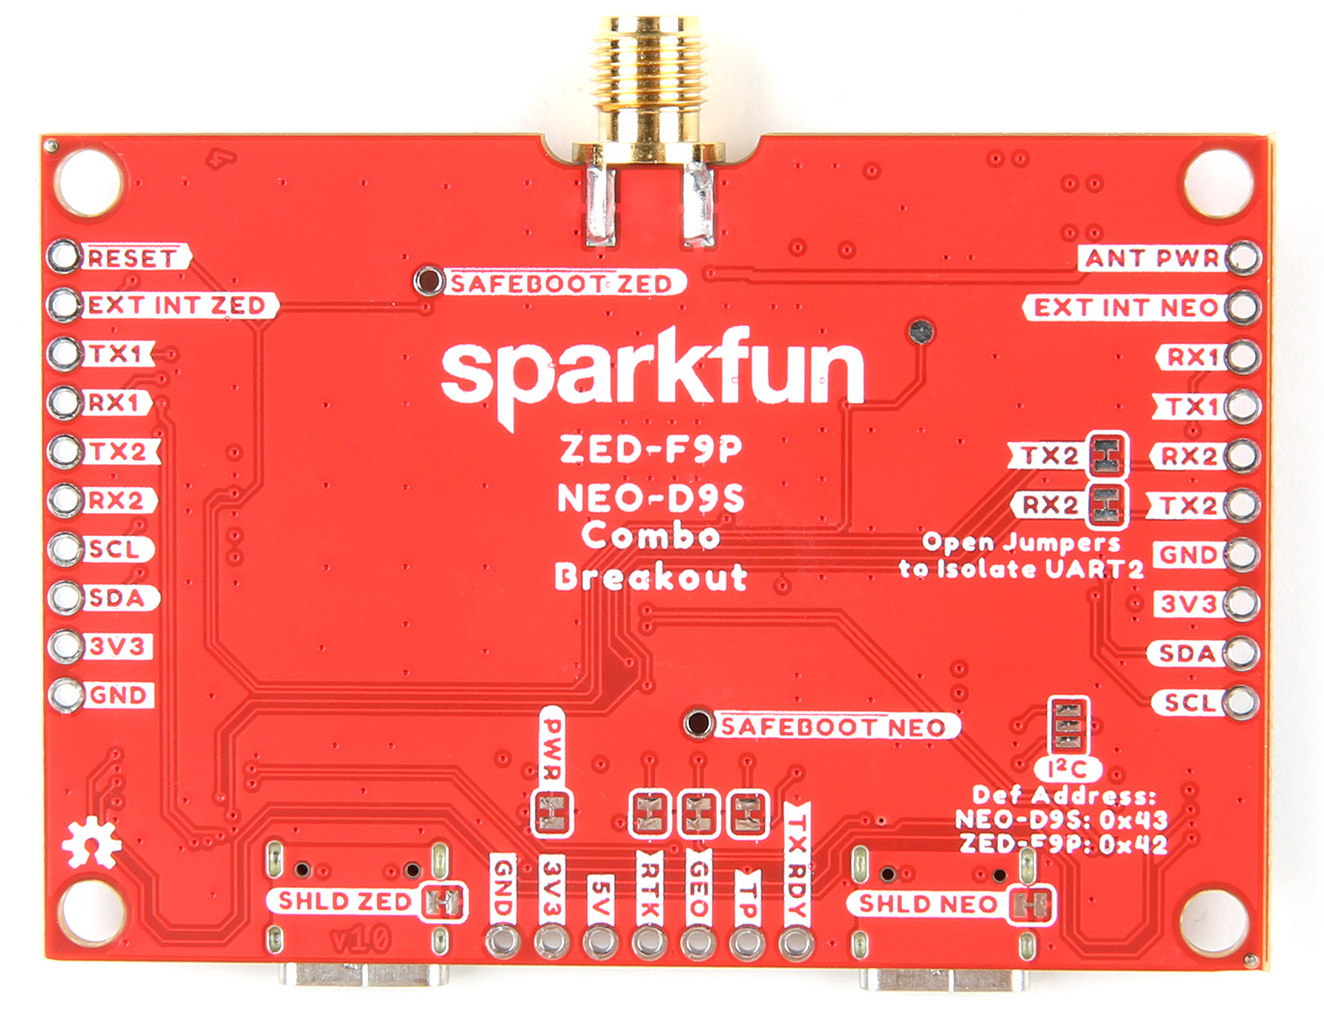 RESET
EXT INT ZED
TX1
RX1
TX2
RX2
SCL
SDA
3V3
GND
SAFEBOOT ZED
sparkfun
ZED-F9P
NEO-D9S
Combo
Breakout
ANT PWR
EXT INT NEO
RX1
TX1
TX2
RX2
RX2
TX2
Open Jumpers
to Isolate UART2
GND
3V3
SDA
SCL
SAFEBOOT NEO
PWR
I²C
Def Address:
NEO-D9S: 0x43
ZED-F9P: 0x42
SHLD ZED
v10
GND
3V3
5V
RTK
GEO
TP
TX RDY
SHLD NEO